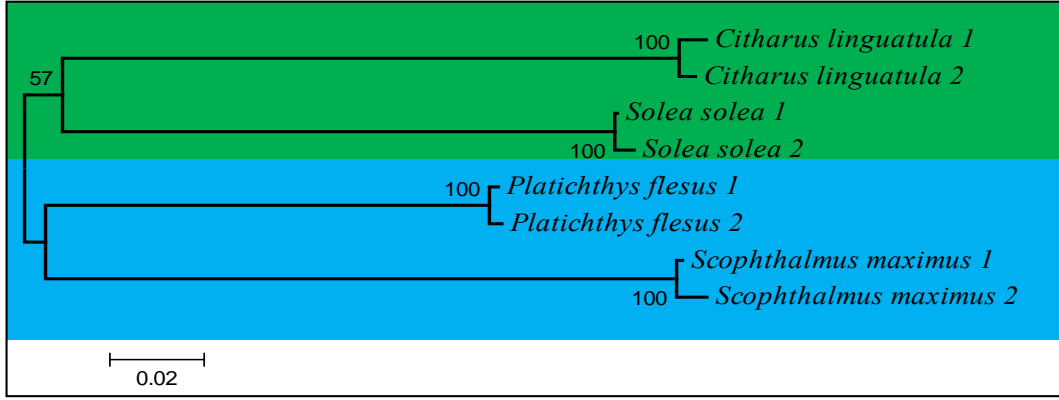 100
Citharus linguatula 1
Citharus linguatula 2
57
Solea solea 1
100
Solea solea 2
100
Platichthys flesus 1
Platichthys flesus 2
Scophthalmus maximus 1
100
Scophthalmus maximus 2
0.02